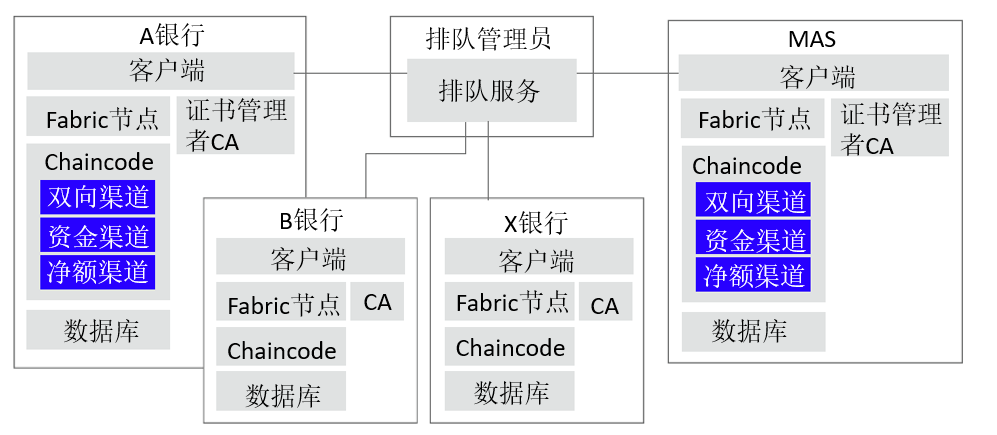 A银行
客户端
Fabric节点
证书管理
者CA
Chaincode
双向渠道
资金渠道
净额渠道
数据库
排队管理员
排队服务
MAS
客户端
Fabric节点
证书管理
者CA
Chaincode
双向渠道
资金渠道
净额渠道
数据库
B银行
客户端
Fabric节点
CA
Chaincode
数据库
X银行
客户端
Fabric节点
CA
Chaincode
数据库